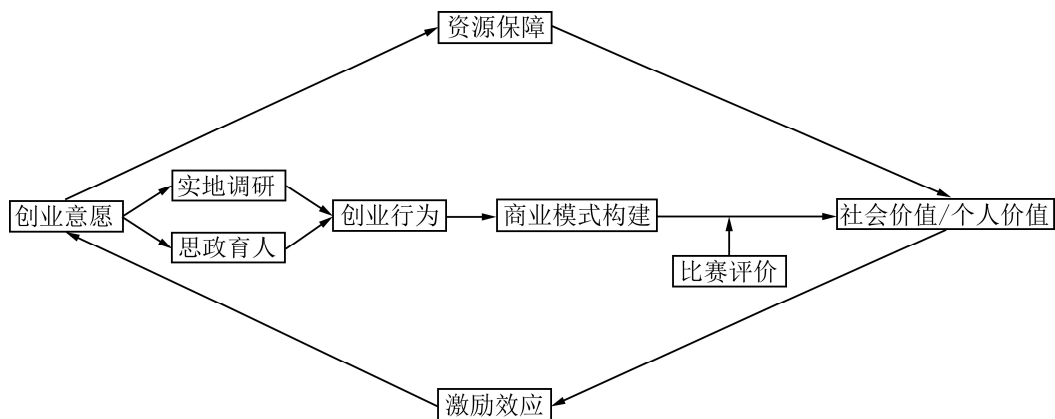 资源保障
实地调研
创业意愿
思政育人
创业行为
商业模式构建
社会价值/个人价值
比赛评价
激励效应